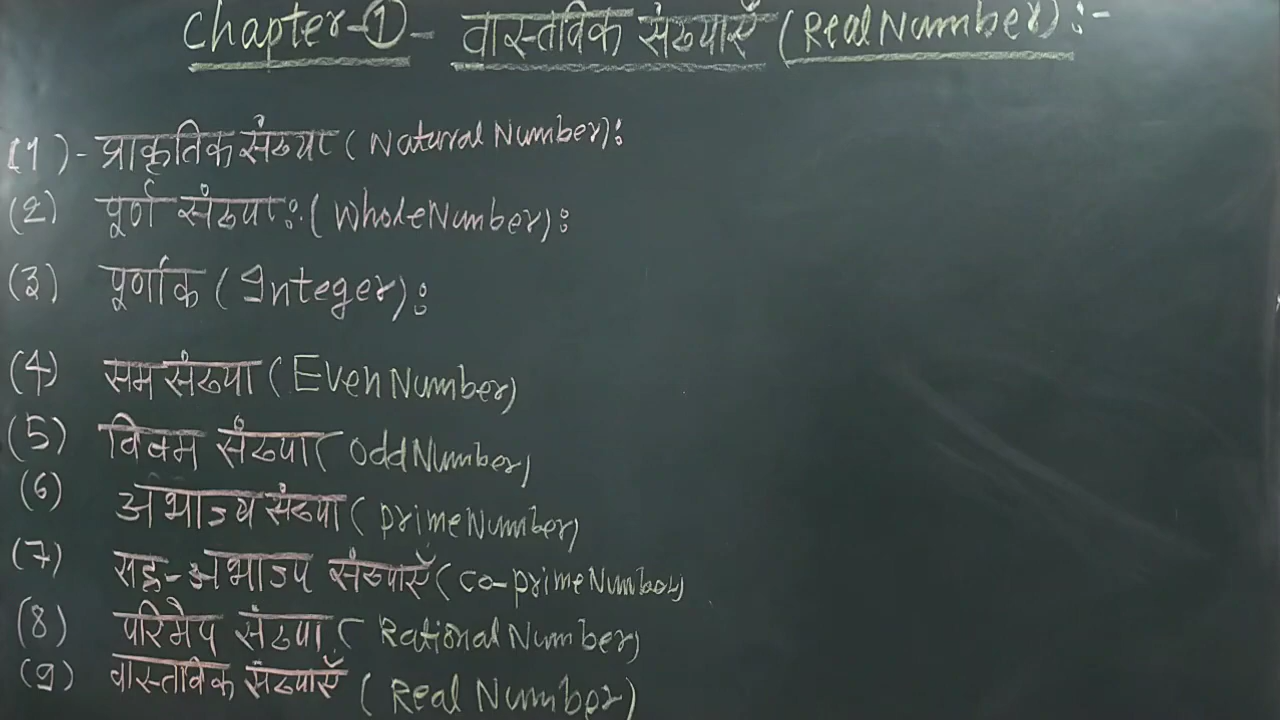 Chapter-①- वास्तविक संख्याएँ (Real Number):-
(1)- प्राकृतिक संख्या (Natural Number):
(2) पूर्ण संख्या:(Whole Number):
(3) पूर्णांक (Integer):
(4) सम संख्या (Even Number)
(5) विषम संख्या (odd Number)
(6) अभाज्य संख्या (prime Number)
(7) सह-अभाज्य संख्याएँ (co-prime Number)
(8) परिमेय संख्या (Rational Number)
(9) वास्तविक संख्याएँ (Real Number)